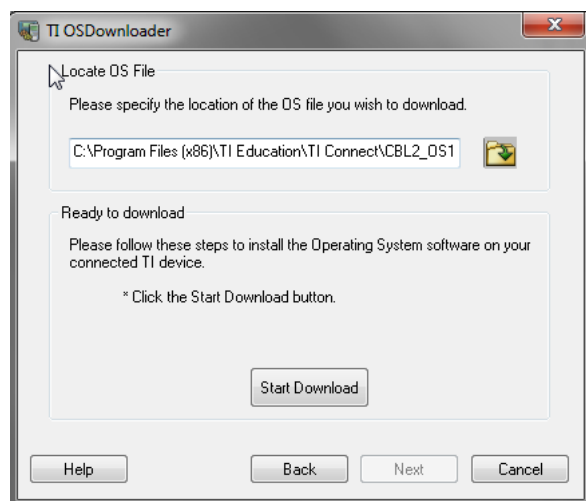 TI OSDownloader
Locate OS File
Please specify the location of the OS file you wish to download.
C:\Program Files (x86)\TI Education\TI Connect\CBL2_OS1
Ready to download
Please follow these steps to install the Operating System software on your
connected TI device.
* Click the Start Download button.
Start Download
Help Back Next Cancel